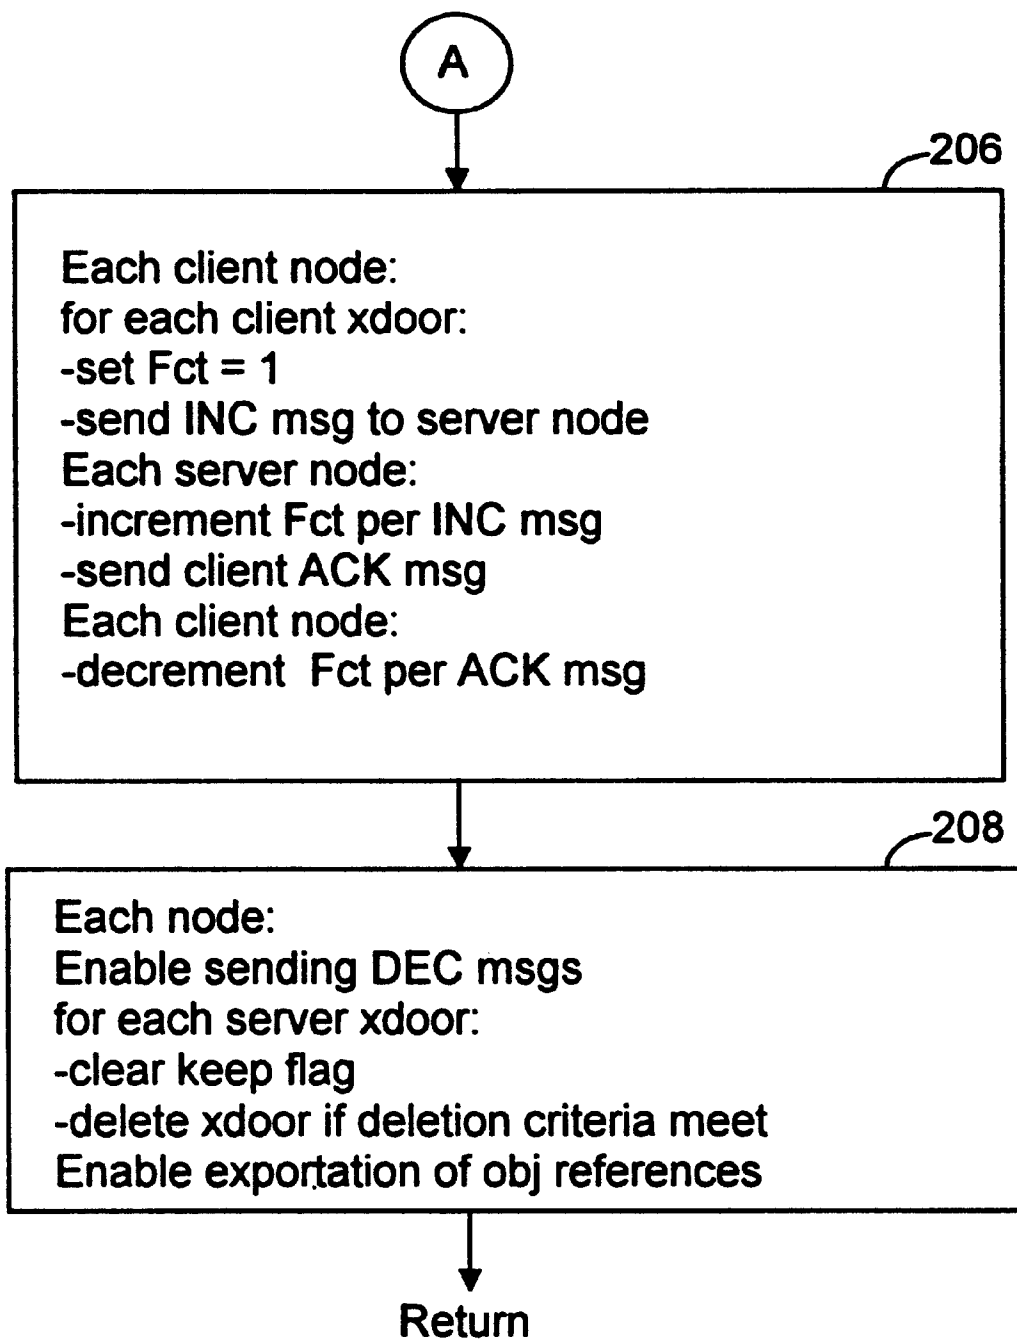 A
206
Each client node:
for each client xdoor:
-set Fct = 1
-send INC msg to server node
Each server node:
-increment Fct per INC msg
-send client ACK msg
Each client node:
-decrement Fct per ACK msg
208
Each node:
Enable sending DEC msgs
for each server xdoor:
-clear keep flag
-delete xdoor if deletion criteria meet
Enable exportation of obj references
Return